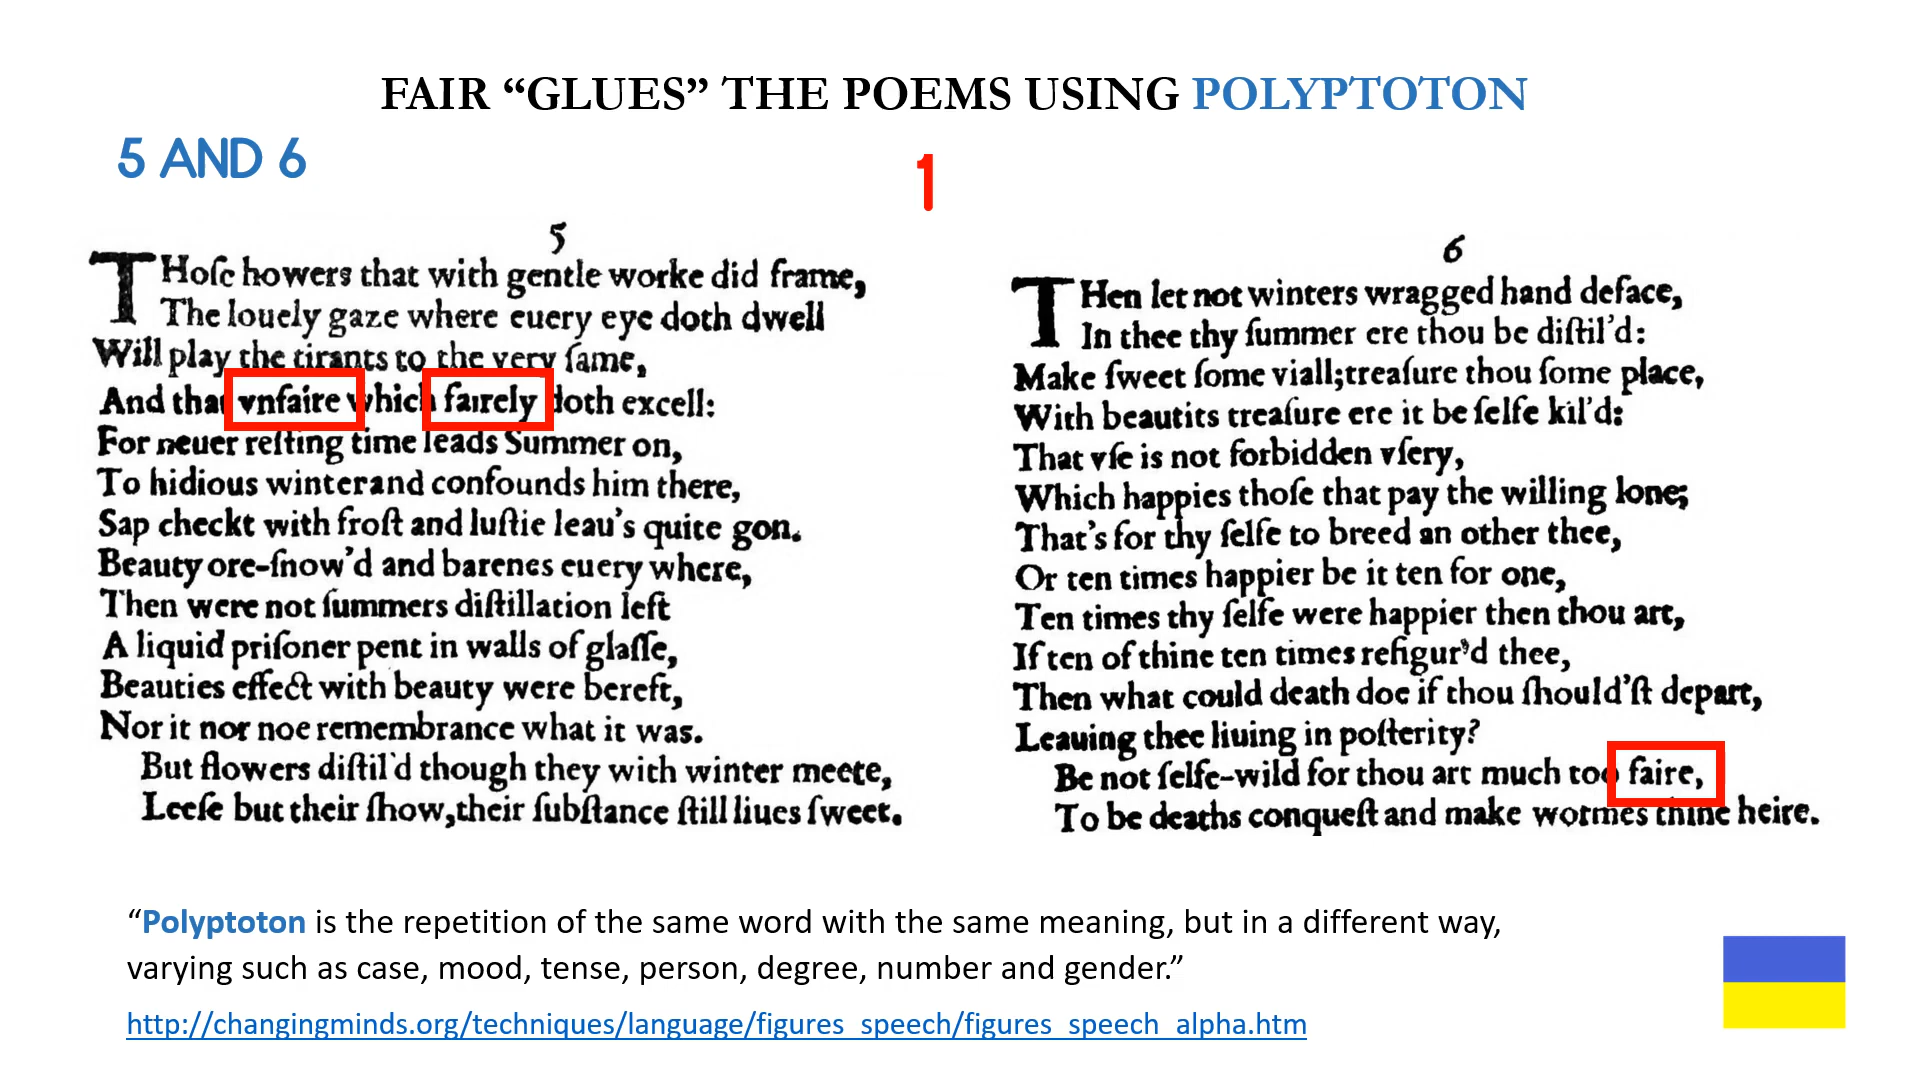 FAIR “GLUES” THE POEMS USING POLYPTOTON
5 AND 6
1
5
THoſe howers that with gentle worke did frame,
The louely gaze where euery eye doth dwell
Will play the tirants to the very ſame,
And that vnfaire which fairely doth excell:
For neuer reſting time leads Summer on,
To hidious winter and confounds him there,
Sap checkt with froſt and luſtie leau's quite gon.
Beauty ore-ſnow'd and barenes euery where,
Then were not ſummers diſtillation left
A liquid priſoner pent in walls of glaſſe,
Beauties effect with beauty were bereft,
Nor it nor noe remembrance what it was.
But flowers diſtil'd though they with winter meete,
Leeſe but their ſhow,their ſubſtance ſtill liues ſweet.
6
THen let not winters wragged hand deface,
In thee thy ſummer ere thou be diſtil'd:
Make ſweet ſome viall;treaſure thou ſome place,
With beautits treaſure ere it be ſelfe kil'd:
That vſe is not forbidden vſery,
Which happies thoſe that pay the willing lone;
That's for thy ſelfe to breed an other thee,
Or ten times happier be it ten for one,
Ten times thy ſelfe were happier then thou art,
If ten of thine ten times refigur'd thee,
Then what could death doe if thou ſhould'ſt depart,
Leauing thee liuing in poſterity?
Be not ſelfe-wild for thou art much too faire,
To be deaths conqueſt and make wormes thine heire.
“Polyptoton is the repetition of the same word with the same meaning, but in a different way,
varying such as case, mood, tense, person, degree, number and gender.”
http://changingminds.org/techniques/language/figures_speech/figures_speech_alpha.htm